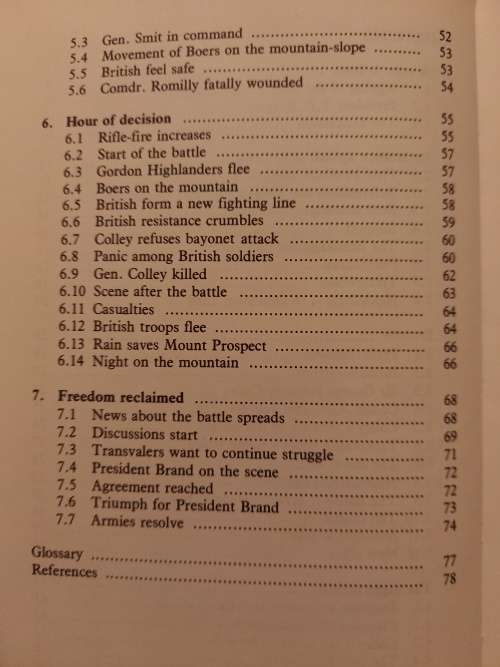 5.3 Gen. Smit in command ........................................ 52
5.4 Movement of Boers on the mountain-slope .................... 53
5.5 British feel safe ........................................ 53
5.6 Comdr. Romilly fatally wounded ......................... 54
6. Hour of decision ........................................ 55
6.1 Rifle-fire increases ........................................ 55
6.2 Start of the battle ........................................ 57
6.3 Gordon Highlanders flee ........................................ 57
6.4 Boers on the mountain ........................................ 58
6.5 British form a new fighting line .............................. 58
6.6 British resistance crumbles ................................... 59
6.7 Colley refuses bayonet attack ................................. 60
6.8 Panic among British soldiers ................................. 60
6.9 Gen. Colley killed ........................................ 62
6.10 Scene after the battle ........................................ 63
6.11 Casualties ........................................ 64
6.12 British troops flee ........................................ 64
6.13 Rain saves Mount Prospect ................................. 66
6.14 Night on the mountain ........................................ 66
7. Freedom reclaimed ........................................ 68
7.1 News about the battle spreads .............................. 68
7.2 Discussions start ........................................ 69
7.3 Transvalers want to continue struggle ...................... 71
7.4 President Brand on the scene .............................. 72
7.5 Agreement reached ........................................ 72
7.6 Triumph for President Brand .............................. 73
7.7 Armies resolve ........................................ 74
Glossary ........................................ 77
References ........................................ 78